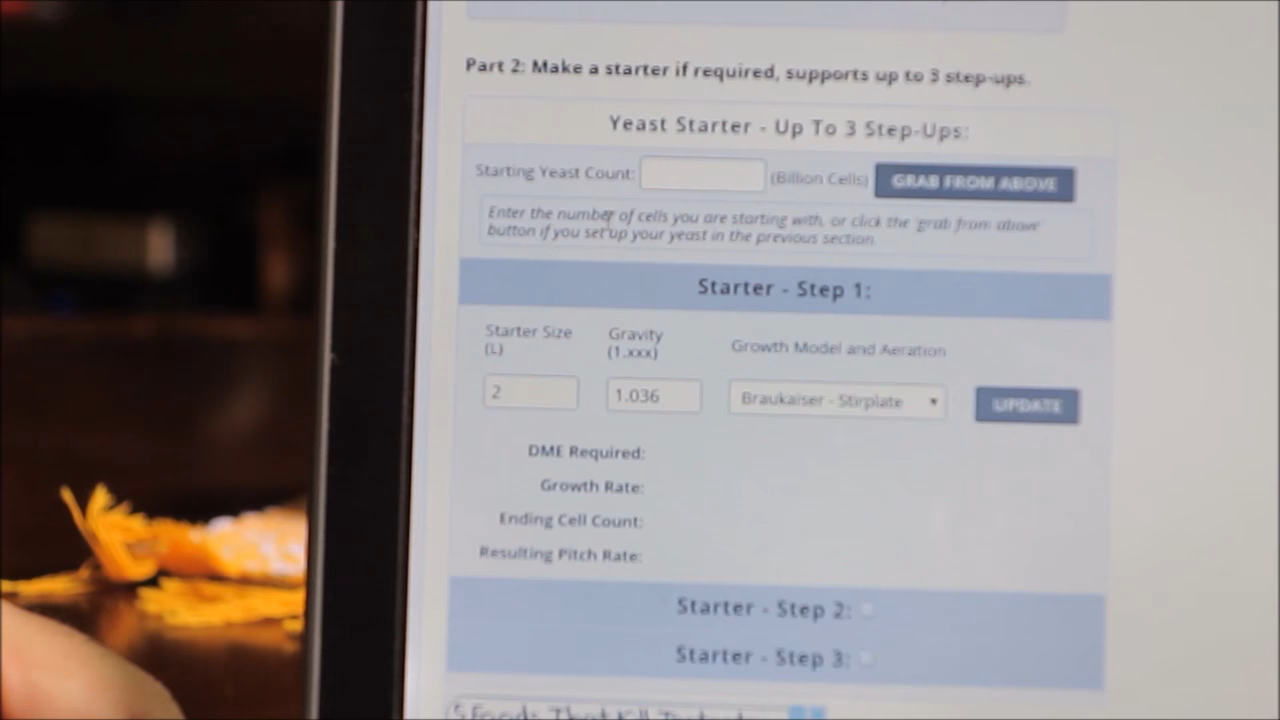 Part 2: Make a starter if required, supports up to 3 step-ups.
Yeast Starter - Up To 3 Step-Ups:
Starting Yeast Count: (Billion Cells) GRAB FROM ABOVE
Enter the number of cells you are starting with, or click the 'grab from above'
button if you set up your yeast in the previous section.
Starter - Step 1:
Starter Size
(L)
Gravity
(1.xxx)
Growth Model and Aeration
2
1.036
Braukaiser - Stirplate
UPDATE
DME Required:
Growth Rate:
Ending Cell Count:
Resulting Pitch Rate:
Starter - Step 2:
Starter - Step 3:
5 Foods That Kill